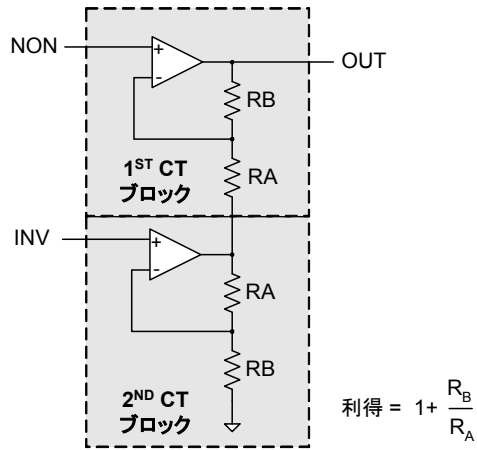 NON
+
-
OUT
RB
1ST CT
ブロック
RA
INV
+
-
RA
RB
2ND CT
ブロック
利得 = 1+ RB
RA